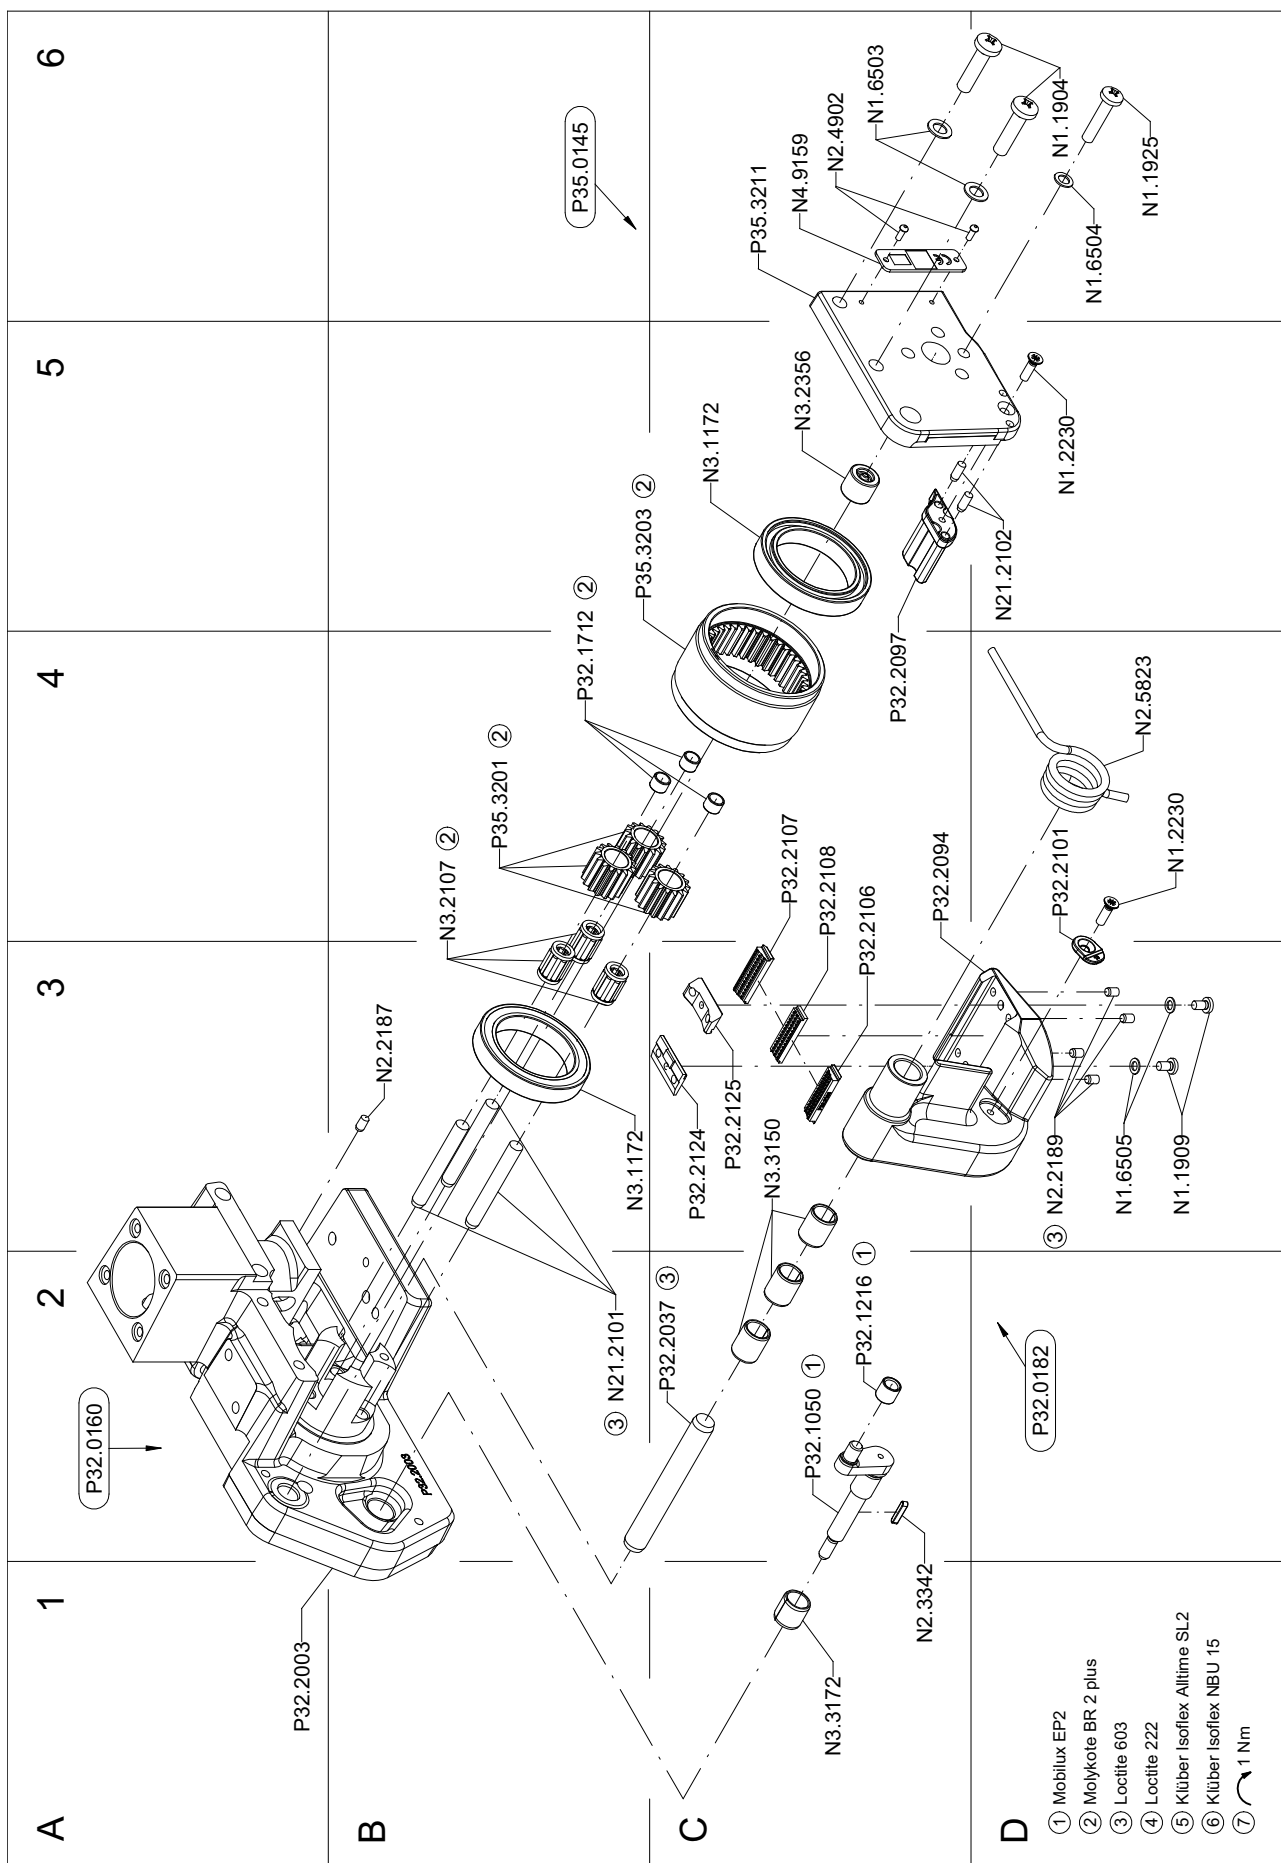 1
2
3
4
5
6
A
B
C
D
P32.0160
P35.0145
P32.0182
P32.2003
P32.2003
N2.2187
③ N21.2101
N3.1172
N3.2107 ②
P35.3201 ②
P32.1712 ②
P35.3203 ②
N3.1172
N3.2356
P35.3211
N4.9159
N2.4902
N1.6503
N1.1904
N1.1925
N1.6504
N1.2230
N21.2102
P32.2097
P32.2037 ③
N3.3150
P32.2124
P32.2125
P32.2107
P32.2108
P32.2106
P32.2094
P32.2101
N1.2230
N2.5823
③ N2.2189
N1.6505
N1.1909
P32.1216 ①
P32.1050 ①
N2.3342
N3.3172
① Mobilux EP2
② Molykote BR 2 plus
③ Loctite 603
④ Loctite 222
⑤ Klüber Isoflex Alltime SL2
⑥ Klüber Isoflex NBU 15
⑦ 1 Nm